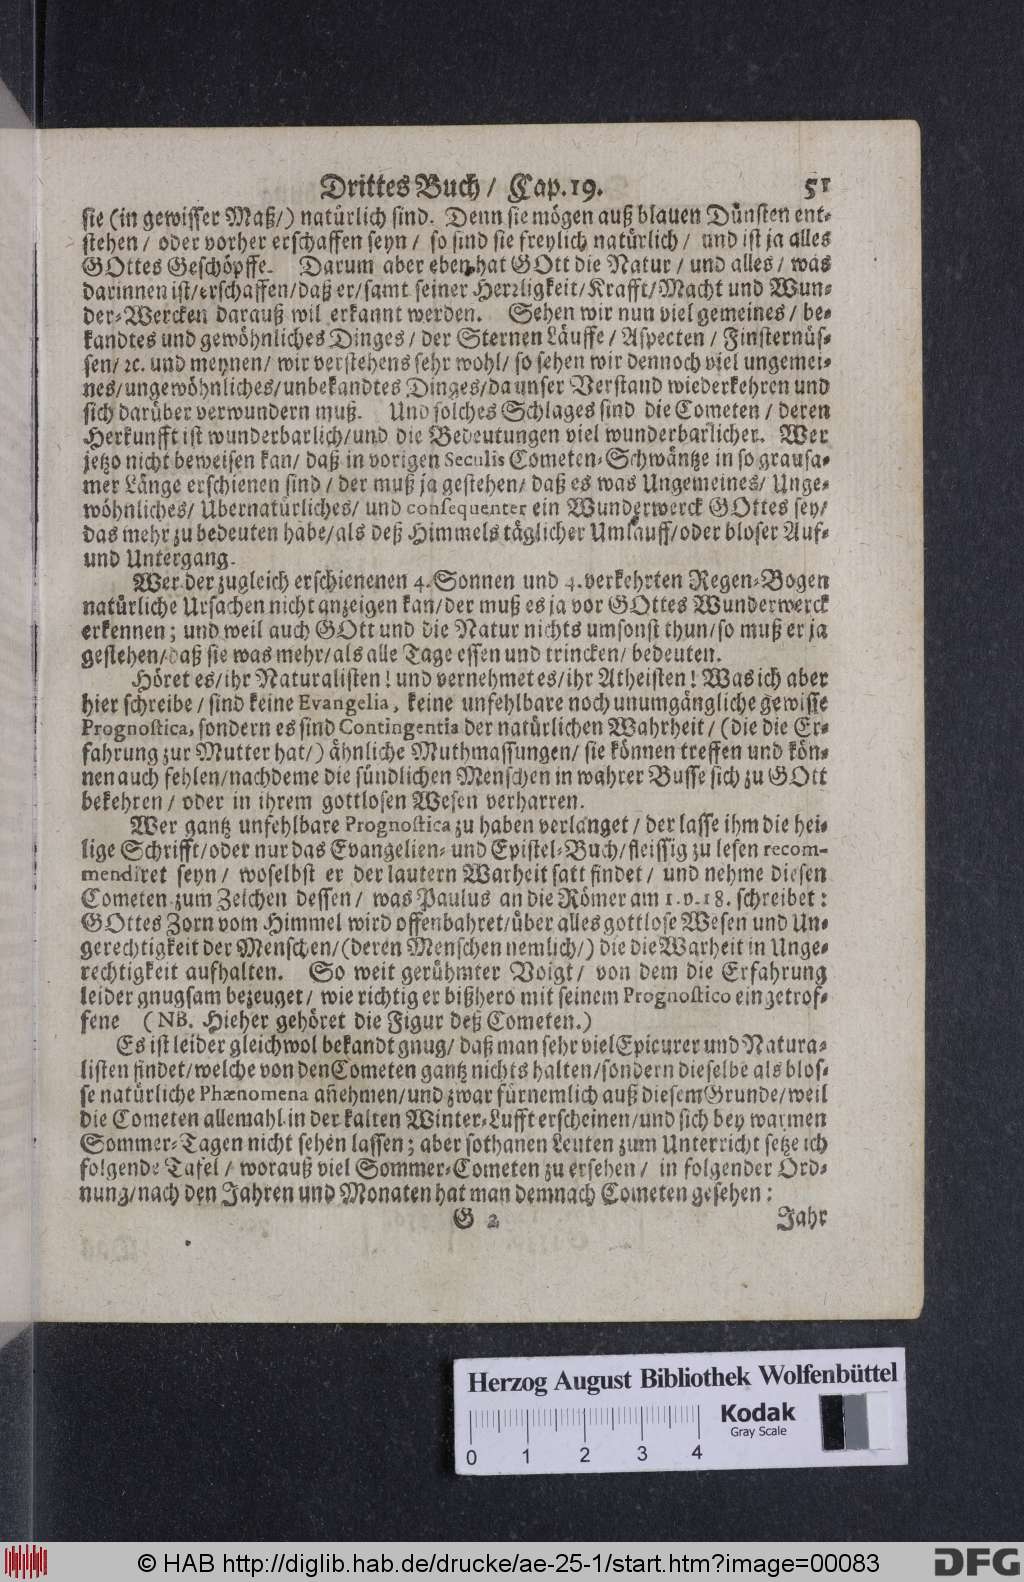 Drittes Buch / Cap. 19. 51
sie (in gewisser Maß/) natürlich sind. Denn sie mögen auß blauen Dünsten ent-
stehen / oder vorher erschaffen seyn / so sind sie freylich natürlich / und ist ja alles
GOttes Geschöpffe. Darum aber eben hat GOtt die Natur / und alles / was
darinnen ist/erschaffen/daß er/samt seiner Herrligkeit/Krafft/Macht und Wun-
der-Wercken darauß wil erkannt werden. Sehen wir nun viel gemeines / be-
kandtes und gewöhnliches Dinges / der Sternen Läuffe / Aspecten / Finsternüs-
sen/ ꝛc. und meynen/ wir verstehens sehr wohl/ so sehen wir dennoch viel ungemei-
nes/ungewöhnliches/unbekandtes Dinges/da unser Verstand wiederkehren und
sich darüber verwundern muß. Und solches Schlages sind die Cometen / deren
Herkunfft ist wunderbarlich/und die Bedeutungen viel wunderbarlicher. Wer
jetzo nicht beweisen kan/ daß in vorigen Seculis Cometen-Schwäntze in so grausa-
mer Länge erschienen sind / der muß ja gestehen/ daß es was Ungemeines/ Unge-
wöhnliches/ Ubernatürliches/ und consequenter ein Wunderwerck GOttes sey/
das mehr zu bedeuten habe/als deß Himmels täglicher Umlauff/oder bloser Auf-
und Untergang.
Wer der zugleich erschienenen 4. Sonnen und 4. verkehrten Regen-Bogen
natürliche Ursachen nicht anzeigen kan/der muß es ja vor GOttes Wunderwerck
erkennen; und weil auch GOtt und die Natur nichts umsonst thun/so muß er ja
gestehen/daß sie was mehr/als alle Tage essen und trincken/ bedeuten.
Höret es/ihr Naturalisten! und vernehmet es/ihr Atheisten! Was ich aber
hier schreibe / sind keine Evangelia, keine unfehlbare noch unumgängliche gewisse
Prognostica, sondern es sind Contingentia der natürlichen Wahrheit / (die die Er-
fahrung zur Mutter hat/) ähnliche Muthmassungen/ sie können treffen und kön-
nen auch fehlen/nachdeme die sündlichen Menschen in wahrer Busse sich zu GOtt
bekehren / oder in ihrem gottlosen Wesen verharren.
Wer gantz unfehlbare Prognostica zu haben verlanget / der lasse ihm die hei-
lige Schrifft/oder nur das Evangelien- und Epistel-Buch/fleissig zu lesen recom-
mendiret seyn / woselbst er der lautern Warheit satt findet / und nehme diesen
Cometen zum Zeichen dessen / was Paulus an die Römer am 1. v. 18. schreibet:
GOttes Zorn vom Himmel wird offenbahret/über alles gottlose Wesen und Un-
gerechtigkeit der Menschen/(deren Menschen nemlich/) die die Warheit in Unge-
rechtigkeit aufhalten. So weit gerühmter Voigt / von dem die Erfahrung
leider gnugsam bezeuget / wie richtig er bißhero mit seinem Prognostico eingetrof-
fene (NB. Hieher gehöret die Figur deß Cometen.)
Es ist leider gleichwol bekandt gnug/ daß man sehr viel Epicurer und Natura-
listen findet/welche von den Cometen gantz nichts halten/sondern dieselbe als blos-
se natürliche Phænomena añehmen/und zwar fürnemlich auß diesem Grunde/weil
die Cometen allemahl in der kalten Winter-Lufft erscheinen/und sich bey warmen
Sommer-Tagen nicht sehen lassen; aber sothanen Leuten zum Unterricht setze ich
folgende Tafel / worauß viel Sommer-Cometen zu ersehen / in folgender Ord-
nung/nach den Jahren und Monaten hat man demnach Cometen gesehen:
G 2 Jahr
Herzog August Bibliothek Wolfenbüttel
Kodak
Gray Scale
0 1 2 3 4
© HAB http://diglib.hab.de/drucke/ae-25-1/start.htm?image=00083
DFG